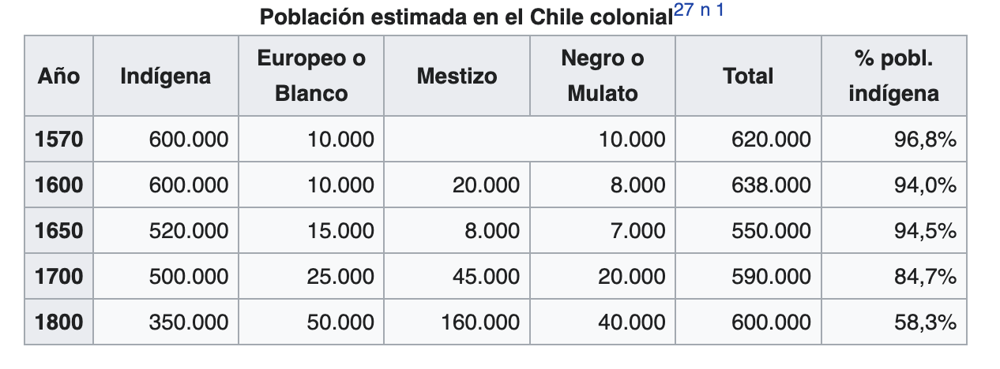 Población estimada en el Chile colonial27 n 1
Año Indígena Europeo o Blanco Mestizo Negro o Mulato Total % pobl. indígena
1570 600.000 10.000 10.000 620.000 96,8%
1600 600.000 10.000 20.000 8.000 638.000 94,0%
1650 520.000 15.000 8.000 7.000 550.000 94,5%
1700 500.000 25.000 45.000 20.000 590.000 84,7%
1800 350.000 50.000 160.000 40.000 600.000 58,3%